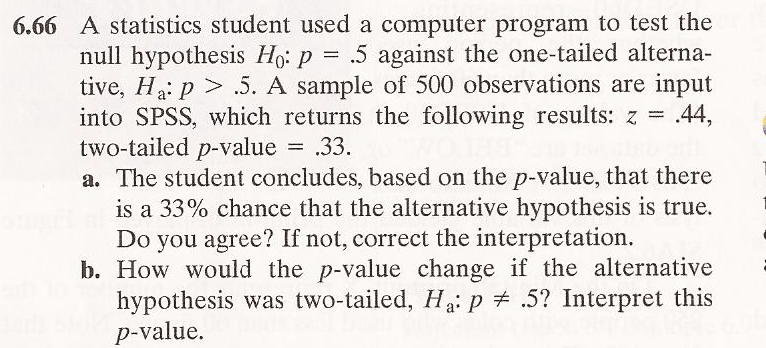 6.66 A statistics student used a computer program to test the
null hypothesis H₀: p = .5 against the one-tailed alterna-
tive, Hₐ: p > .5. A sample of 500 observations are input
into SPSS, which returns the following results: z = .44,
two-tailed p-value = .33.
a. The student concludes, based on the p-value, that there
is a 33% chance that the alternative hypothesis is true.
Do you agree? If not, correct the interpretation.
b. How would the p-value change if the alternative
hypothesis was two-tailed, Hₐ: p ≠ .5? Interpret this
p-value.